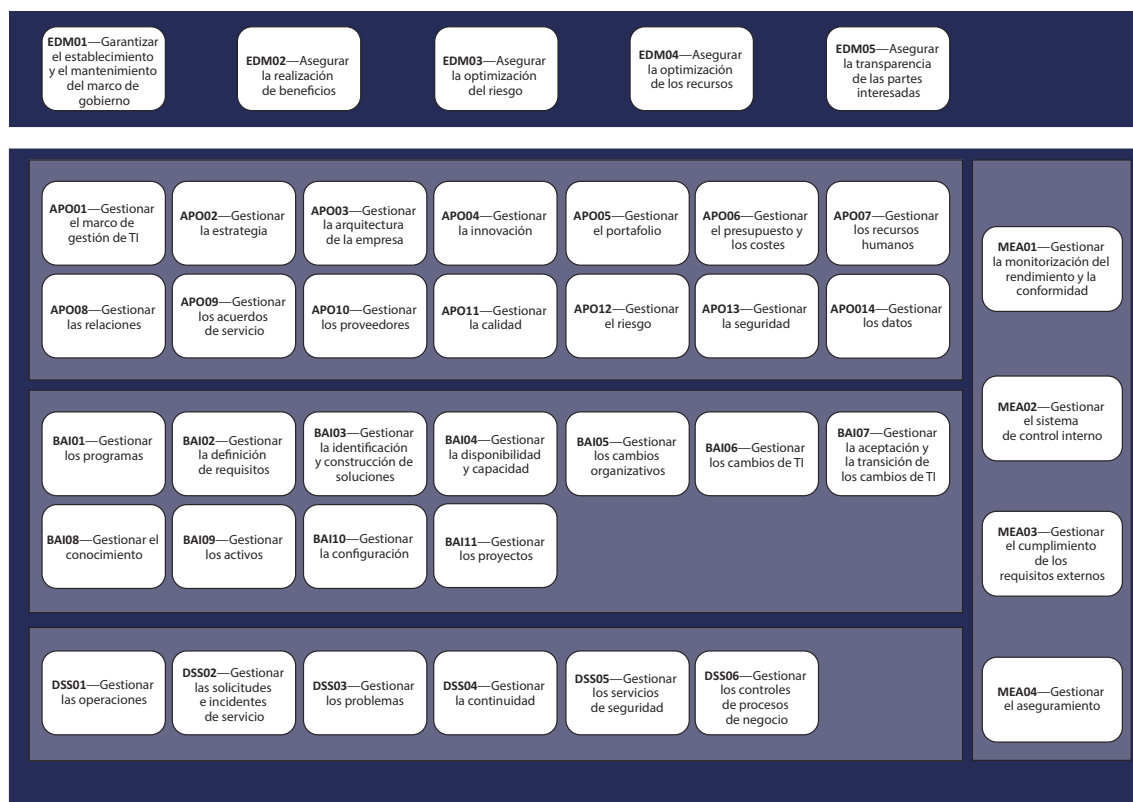 EDM01—Garantizar
el establecimiento
y el mantenimiento
del marco de
gobierno
EDM02—Asegurar
la realización
de beneficios
EDM03—Asegurar
la optimización
del riesgo
EDM04—Asegurar
la optimización
de los recursos
EDM05—Asegurar
la transparencia
de las partes
interesadas
APO01—Gestionar
el marco de
gestión de TI
APO02—Gestionar
la estrategia
APO03—Gestionar
la arquitectura
de la empresa
APO04—Gestionar
la innovación
APO05—Gestionar
el portafolio
APO06—Gestionar
el presupuesto y
los costes
APO07—Gestionar
los recursos
humanos
APO08—Gestionar
las relaciones
APO09—Gestionar
los acuerdos
de servicio
APO10—Gestionar
los proveedores
APO11—Gestionar
la calidad
APO12—Gestionar
el riesgo
APO13—Gestionar
la seguridad
APO014—Gestionar
los datos
BAI01—Gestionar
los programas
BAI02—Gestionar
la definición
de requisitos
BAI03—Gestionar
la identificación
y construcción de
soluciones
BAI04—Gestionar
la disponibilidad
y capacidad
BAI05—Gestionar
los cambios
organizativos
BAI06—Gestionar
los cambios de TI
BAI07—Gestionar
la aceptación y
la transición de
los cambios de TI
BAI08—Gestionar el
conocimiento
BAI09—Gestionar
los activos
BAI10—Gestionar
la configuración
BAI11—Gestionar
los proyectos
DSS01—Gestionar
las operaciones
DSS02—Gestionar
las solicitudes
e incidentes
de servicio
DSS03—Gestionar
los problemas
DSS04—Gestionar
la continuidad
DSS05—Gestionar
los servicios
de seguridad
DSS06—Gestionar
los controles
de procesos
de negocio
MEA01—Gestionar
la monitorización del
rendimiento y la
conformidad
MEA02—Gestionar
el sistema
de control interno
MEA03—Gestionar
el cumplimiento
de los
requisitos externos
MEA04—Gestionar
el aseguramiento